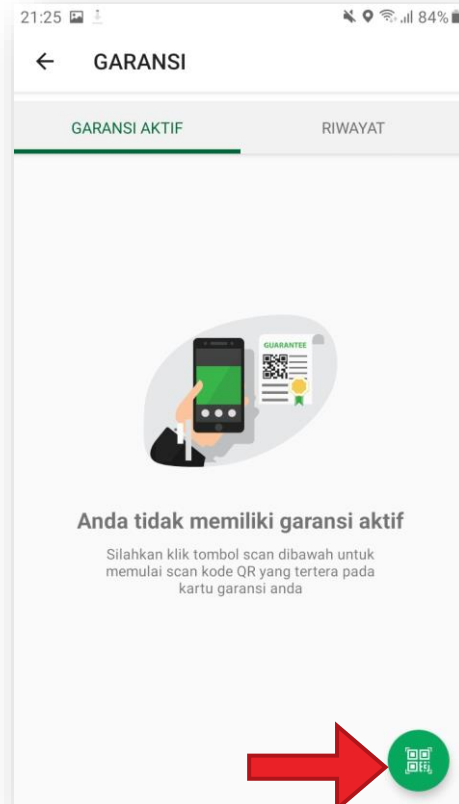 21:25 84%
GARANSI
GARANSI AKTIF RIWAYAT
GUARANTEE
Anda tidak memiliki garansi aktif
Silahkan klik tombol scan dibawah untuk
memulai scan kode QR yang tertera pada
kartu garansi anda